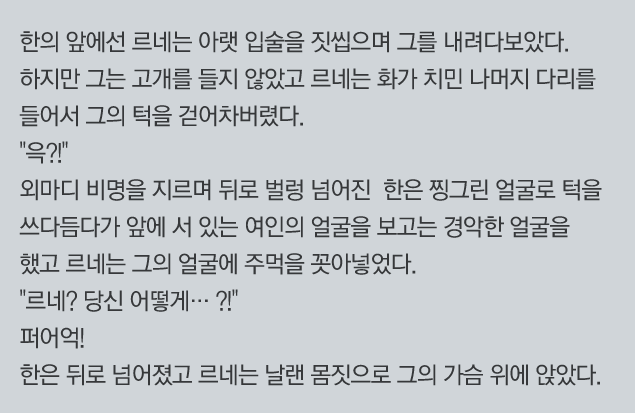 한의 앞에선 르네는 아랫 입술을 짓씹으며 그를 내려다보았다.
하지만 그는 고개를 들지 않았고 르네는 화가 치민 나머지 다리를
들어서 그의 턱을 걷어차버렸다.
"윽?!"
외마디 비명을 지르며 뒤로 벌렁 넘어진  한은 찡그린 얼굴로 턱을
쓰다듬다가 앞에 서 있는 여인의 얼굴을 보고는 경악한 얼굴을
했고 르네는 그의 얼굴에 주먹을 꽂아넣었다.
"르네? 당신 어떻게… ?!"
퍼어억!
한은 뒤로 넘어졌고 르네는 날랜 몸짓으로 그의 가슴 위에 앉았다.